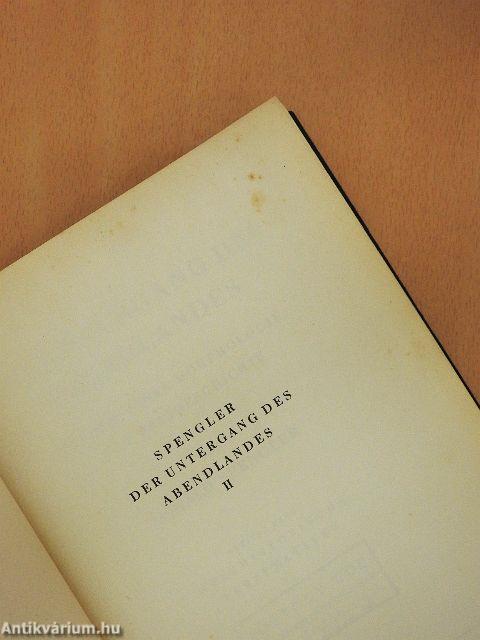 SPENGLER
DER UNTERGANG DES
ABENDLANDES
II
Antikvárium.hu